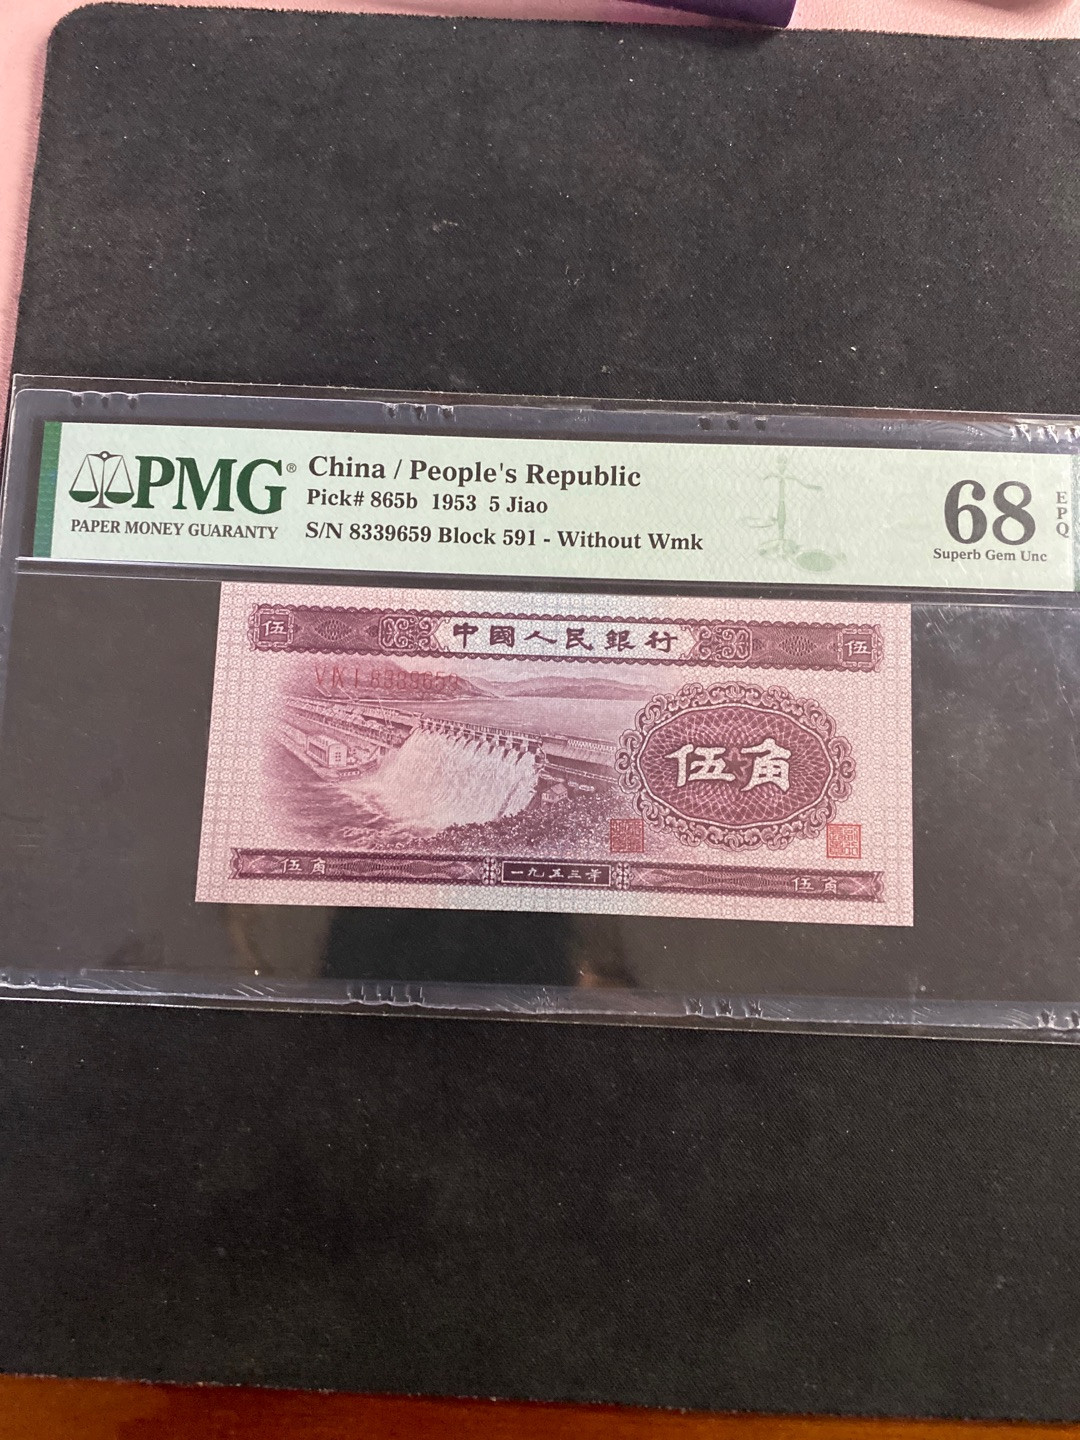 PMG®
PAPER MONEY GUARANTY
China / People's Republic
Pick# 865b 1953 5 Jiao
S/N 8339659 Block 591 - Without Wmk
68
EPQ
Superb Gem Unc
伍 中國人民銀行 伍
VIX I 8339659
伍角
伍角 一九五三年 伍角